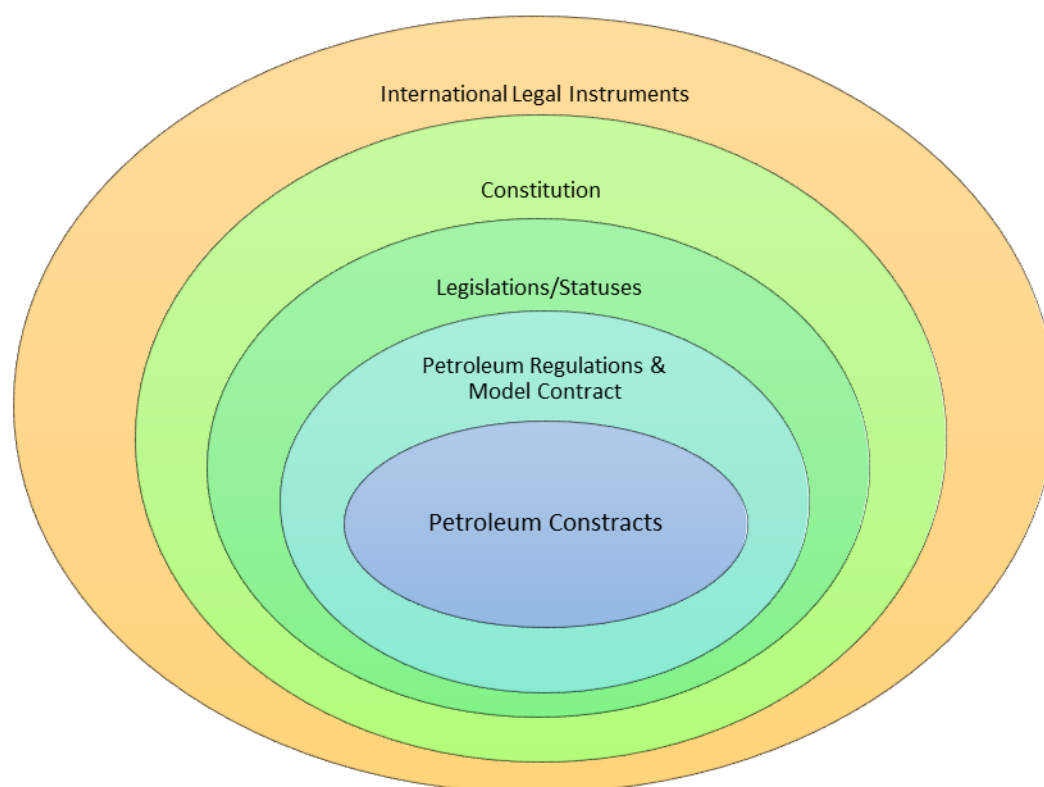 International Legal Instruments
Constitution
Legislations/Statuses
Petroleum Regulations &
Model Contract
Petroleum Constracts